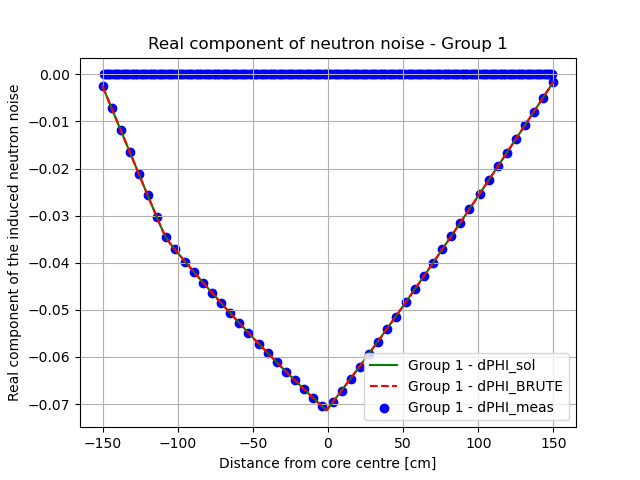 Real component of neutron noise - Group 1
Real component of the induced neutron noise
0.00
−0.01
−0.02
−0.03
−0.04
−0.05
−0.06
−0.07
Group 1 - dPHI_sol
Group 1 - dPHI_BRUTE
Group 1 - dPHI_meas
−150
−100
−50
0
50
100
150
Distance from core centre [cm]